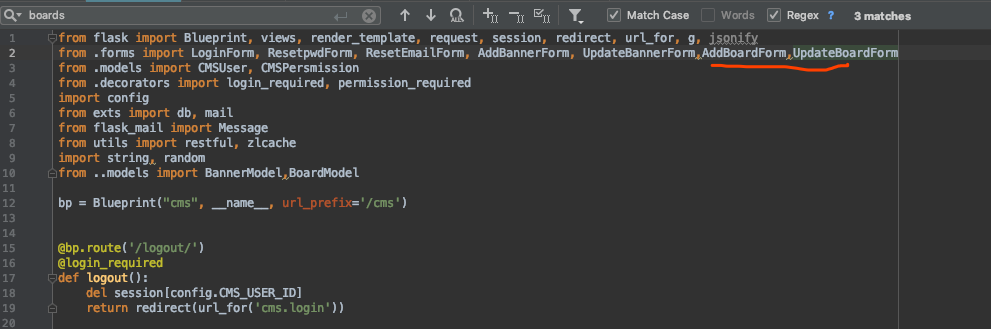 boards Match Case Words Regex ? 3 matches
1 from flask import Blueprint, views, render_template, request, session, redirect, url_for, g, jsonify
2 from .forms import LoginForm, ResetpwdForm, ResetEmailForm, AddBannerForm, UpdateBannerForm,AddBoardForm,UpdateBoardForm
3 from .models import CMSUser, CMSPersmission
4 from .decorators import login_required, permission_required
5 import config
6 from exts import db, mail
7 from flask_mail import Message
8 from utils import restful, zlcache
9 import string, random
10 from ..models import BannerModel,BoardModel
11
12 bp = Blueprint("cms", __name__, url_prefix='/cms')
13
14
15 @bp.route('/logout/')
16 @login_required
17 def logout():
18 del session[config.CMS_USER_ID]
19 return redirect(url_for('cms.login'))
20